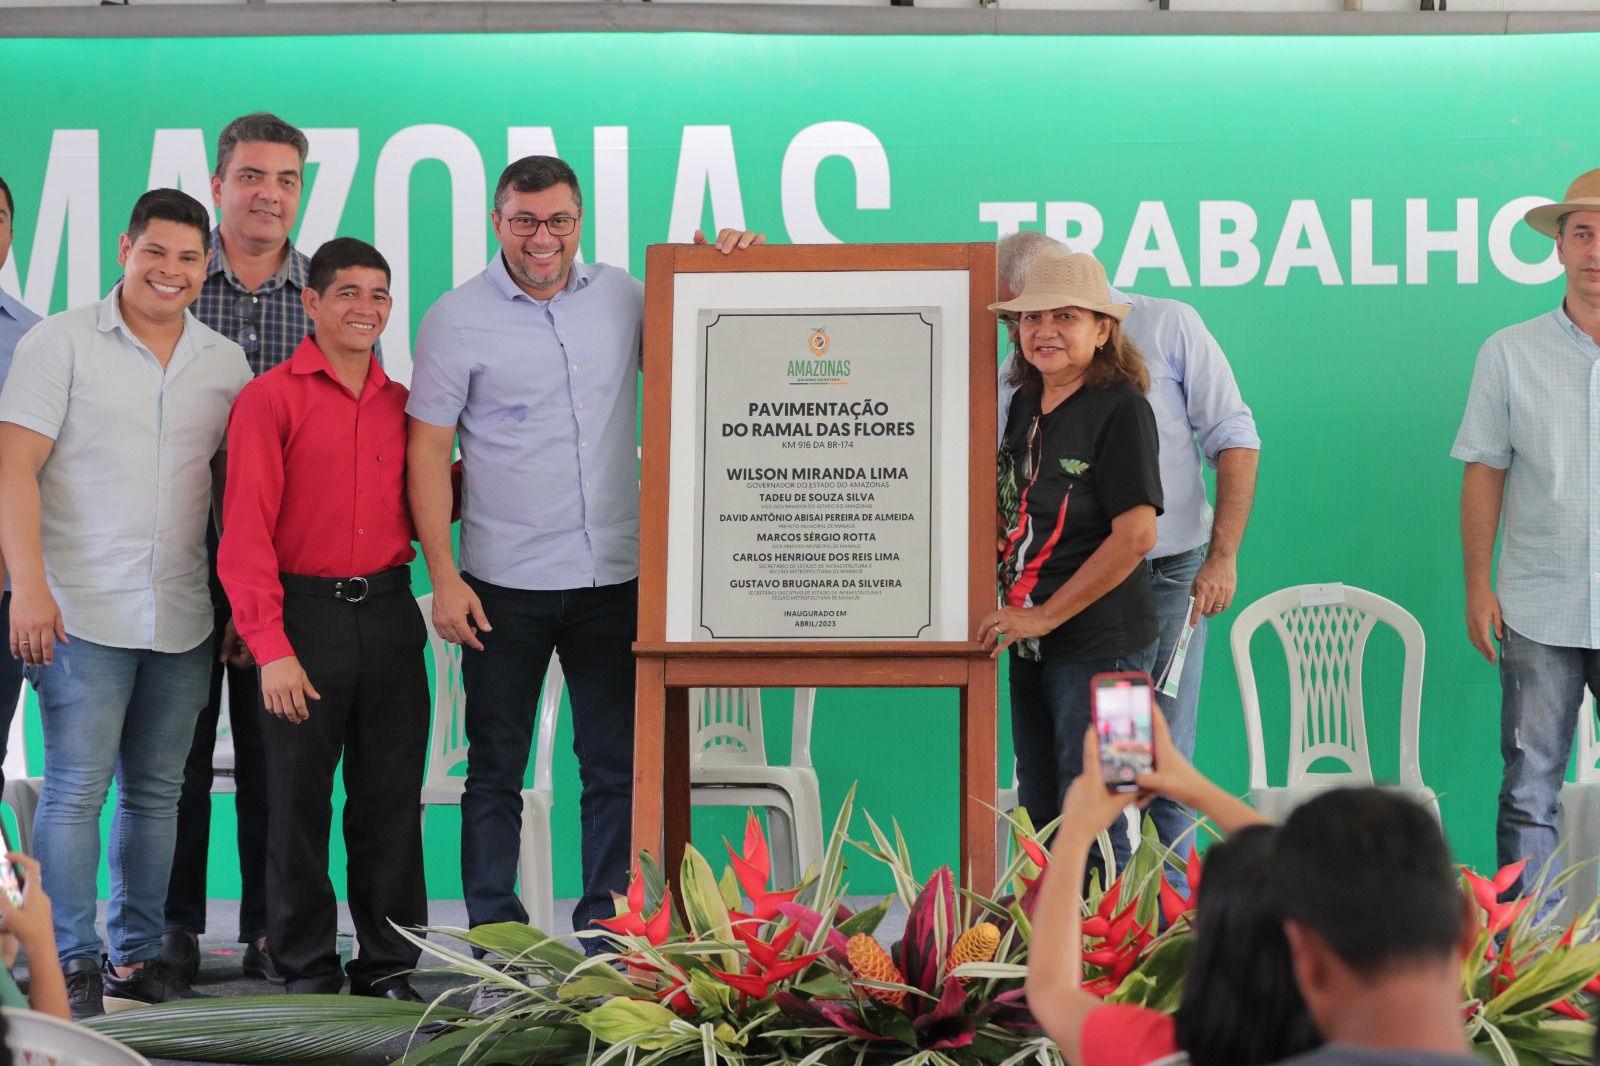 MAZONAS
TRABALHO
AMAZONAS
GOVERNO DO ESTADO
PAVIMENTAÇÃO
DO RAMAL DAS FLORES
KM 916 DA BR-174
WILSON MIRANDA LIMA
GOVERNADOR DO ESTADO DO AMAZONAS
TADEU DE SOUZA SILVA
VICE-GOVERNADOR DO ESTADO DO AMAZONAS
DAVID ANTÔNIO ABISAI PEREIRA DE ALMEIDA
PREFEITO MUNICIPAL DE MANAUS
MARCOS SÉRGIO ROTTA
VICE-PREFEITO MUNICIPAL DE MANAUS
CARLOS HENRIQUE DOS REIS LIMA
SECRETÁRIO DE ESTADO DE INFRAESTRUTURA E
REGIÃO METROPOLITANA DE MANAUS
GUSTAVO BRUGNARA DA SILVEIRA
SECRETÁRIO EXECUTIVO DE ESTADO DE INFRAESTRUTURA E
REGIÃO METROPOLITANA DE MANAUS
INAUGURADO EM
ABRIL/2023